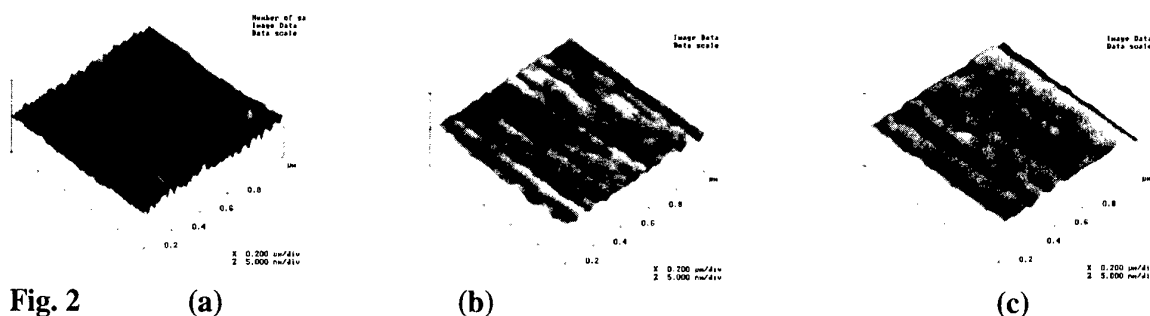 Number of sa
Image Data
Data scale
µm
0.8
0.6
0.4
0.2
X 0.200 µm/div
Z 5.000 nm/div
Image Data
Data scale
µm
0.8
0.6
0.4
0.2
X 0.200 µm/div
Z 5.000 nm/div
Image Data
Data scale
µm
0.8
0.6
0.4
0.2
X 0.200 µm/div
Z 5.000 nm/div
Fig. 2 (a) (b) (c)